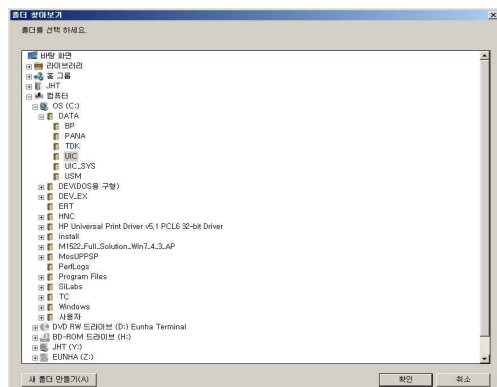 폴더 찾아보기
폴더를 선택 하세요.
바탕 화면
라이브러리
홈 그룹
JHT
컴퓨터
OS (C:)
DATA
BP
PANA
TDK
UIC
UIC_SYS
USM
DEV(DOS용 구형)
DEV_EX
ERT
HNC
HP Universal Print Driver v5,1 PCL6 32-bit Driver
install
M1522_Full_Solution_Win7_4_3_AP
MosUPPSP
PerfLogs
Program Files
SiLabs
TC
Windows
사용자
DVD RW 드라이브 (D:) Eunha Terminal
BD-ROM 드라이브 (H:)
JHT (Y:)
EUNHA (Z:)
새 폴더 만들기(A)
확인
취소